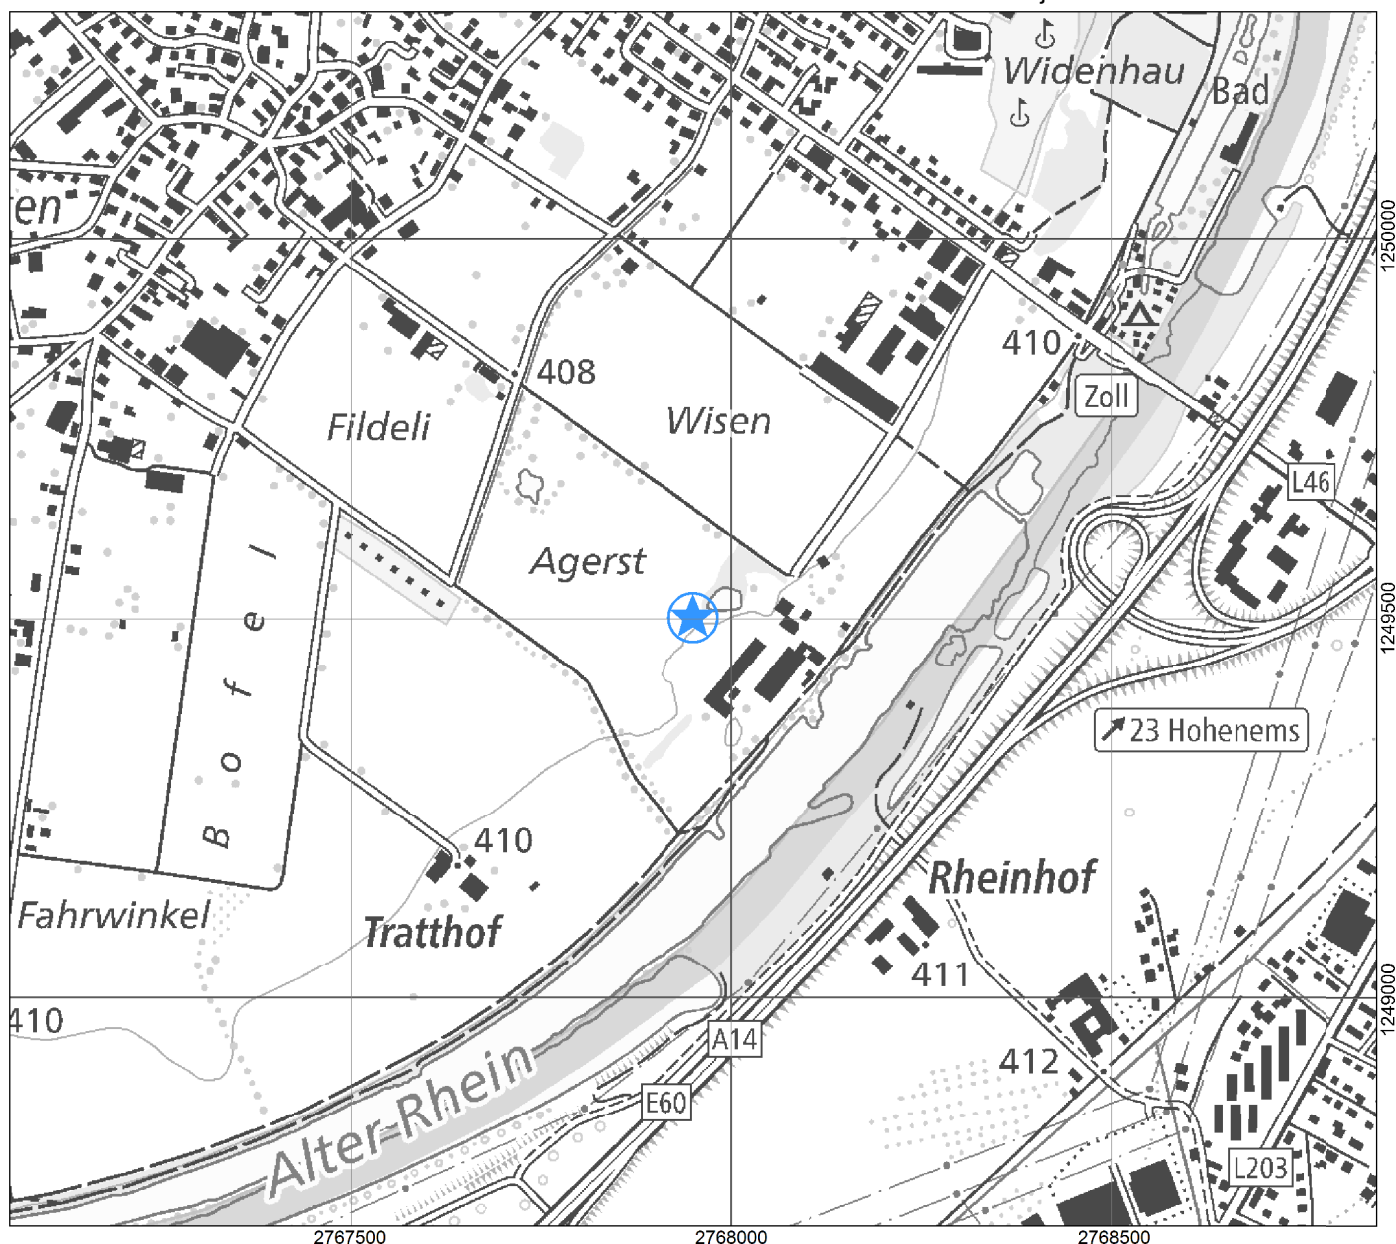 Widenhau
Bad
en
1250000
410
408
Zoll
Fildeli
Wisen
L46
Bofel
Agerst
1249500
23 Hohenems
410
Rheinhof
Fahrwinkel
Tratthof
411
1249000
410
A14
412
E60
Alter-Rhein
L203
2767500
2768000
2768500